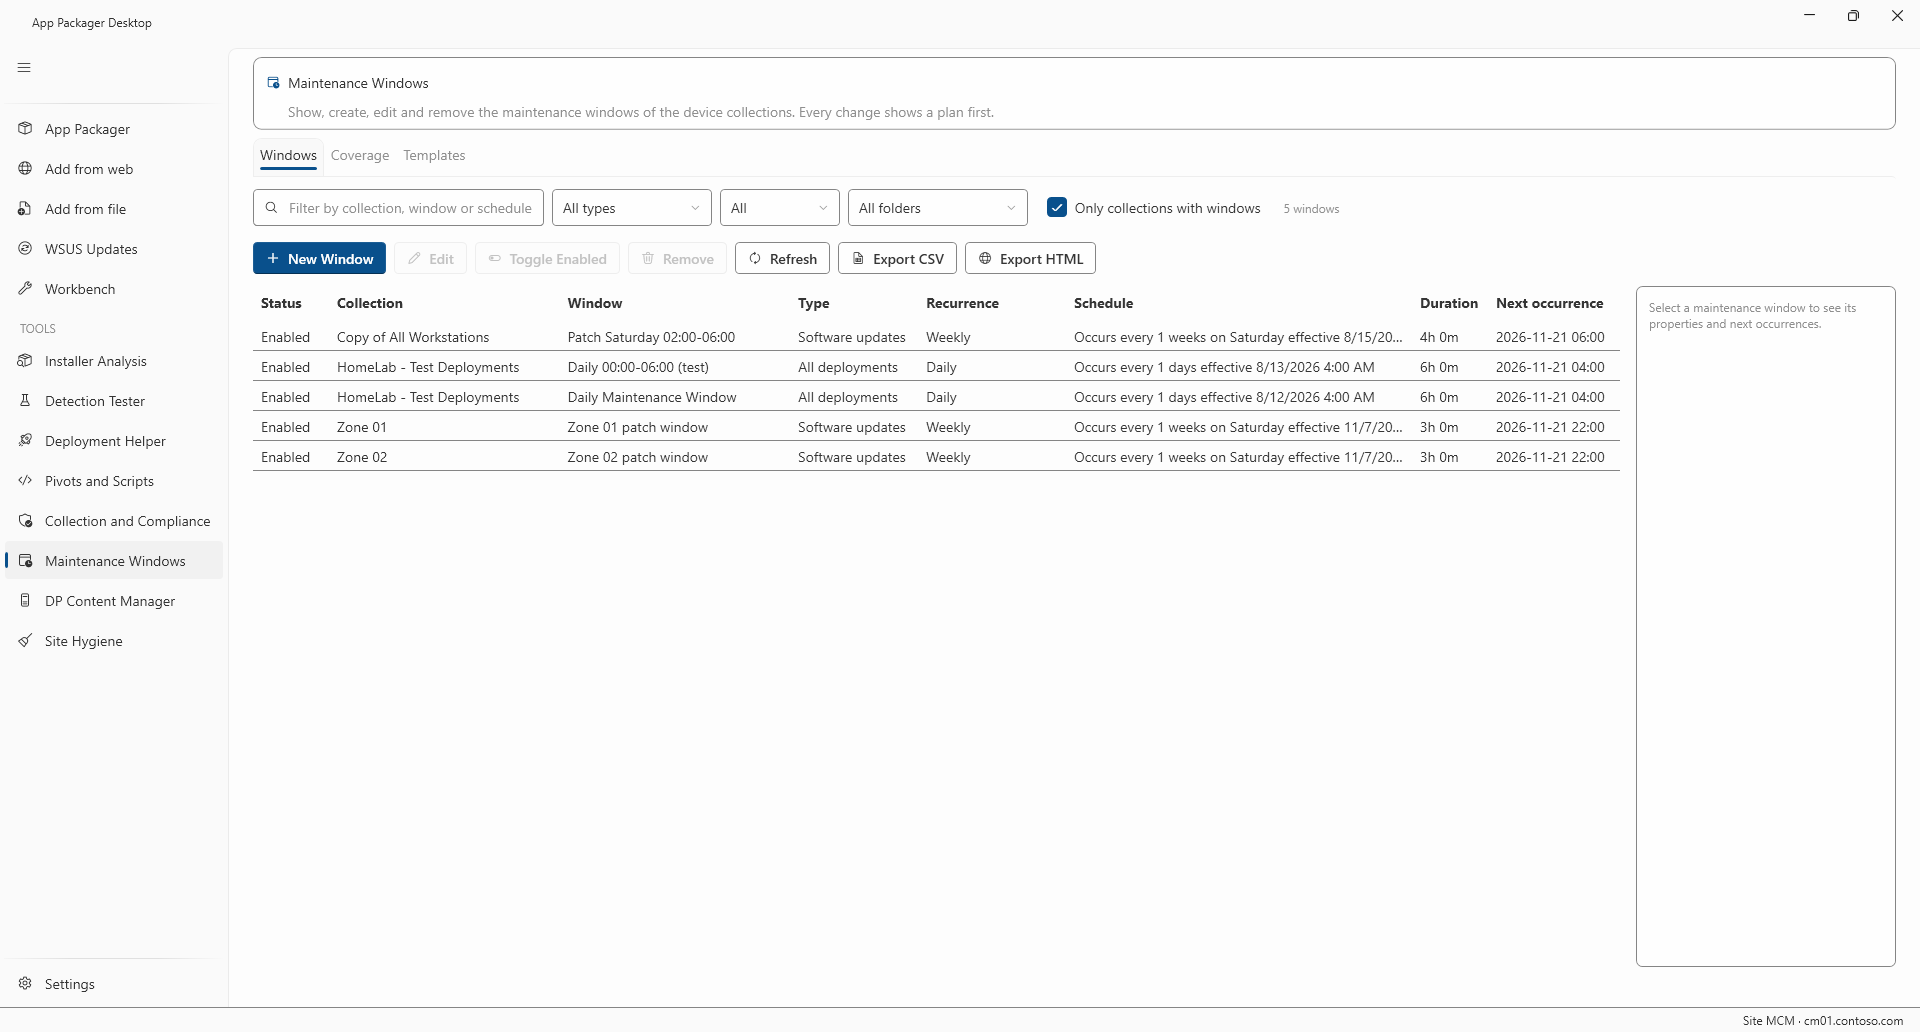 App Packager Desktop
App Packager
Add from web
Add from file
WSUS Updates
Workbench
TOOLS
Installer Analysis
Detection Tester
Deployment Helper
Pivots and Scripts
Collection and Compliance
Maintenance Windows
DP Content Manager
Site Hygiene
Settings
Maintenance Windows
Show, create, edit and remove the maintenance windows of the device collections. Every change shows a plan first.
Windows Coverage Templates
Filter by collection, window or schedule All types All All folders Only collections with windows 5 windows
New Window Edit Toggle Enabled Remove Refresh Export CSV Export HTML
Status Collection Window Type Recurrence Schedule Duration Next occurrence
Enabled Copy of All Workstations Patch Saturday 02:00-06:00 Software updates Weekly Occurs every 1 weeks on Saturday effective 8/15/20... 4h 0m 2026-11-21 06:00
Enabled HomeLab - Test Deployments Daily 00:00-06:00 (test) All deployments Daily Occurs every 1 days effective 8/13/2026 4:00 AM 6h 0m 2026-11-21 04:00
Enabled HomeLab - Test Deployments Daily Maintenance Window All deployments Daily Occurs every 1 days effective 8/12/2026 4:00 AM 6h 0m 2026-11-21 04:00
Enabled Zone 01 Zone 01 patch window Software updates Weekly Occurs every 1 weeks on Saturday effective 11/7/20... 3h 0m 2026-11-21 22:00
Enabled Zone 02 Zone 02 patch window Software updates Weekly Occurs every 1 weeks on Saturday effective 11/7/20... 3h 0m 2026-11-21 22:00
Select a maintenance window to see its
properties and next occurrences.
Site MCM · cm01.contoso.com